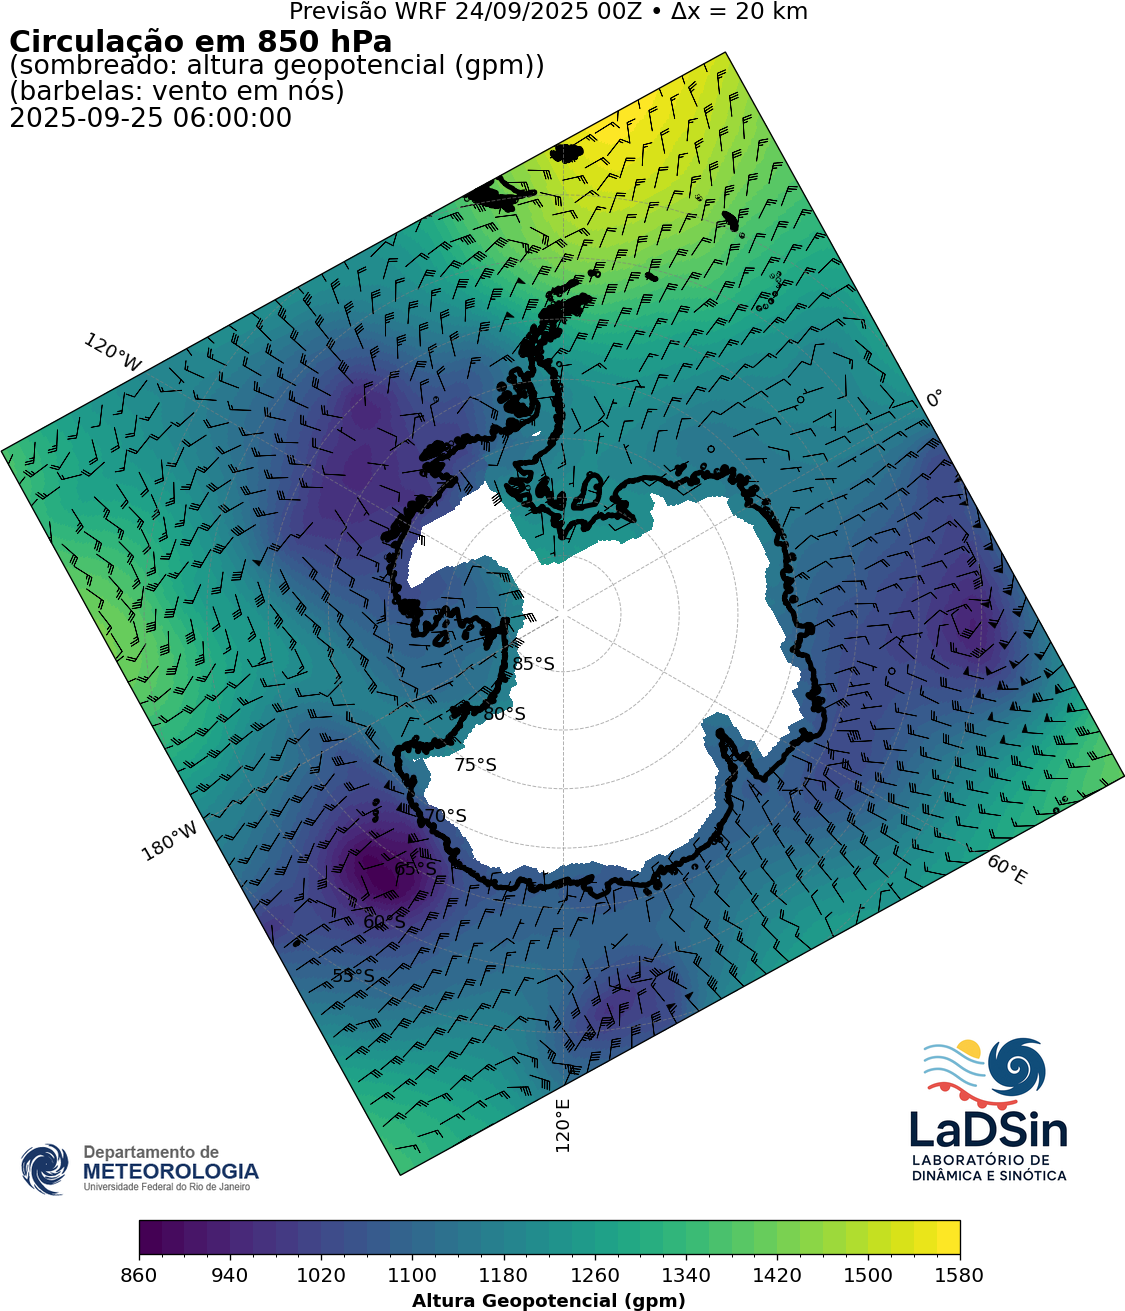 Previsão WRF 24/09/2025 00Z • Δx = 20 km
Circulação em 850 hPa
(sombreado: altura geopotencial (gpm))
(barbelas: vento em nós)
2025-09-25 06:00:00
120°W
0°
85°S
80°S
75°S
70°S
65°S
60°S
55°S
180°W
60°E
120°E
Departamento de
METEOROLOGIA
Universidade Federal do Rio de Janeiro
LaDSin
LABORATÓRIO DE
DINÂMICA E SINÓTICA
860 940 1020 1100 1180 1260 1340 1420 1500 1580
Altura Geopotencial (gpm)